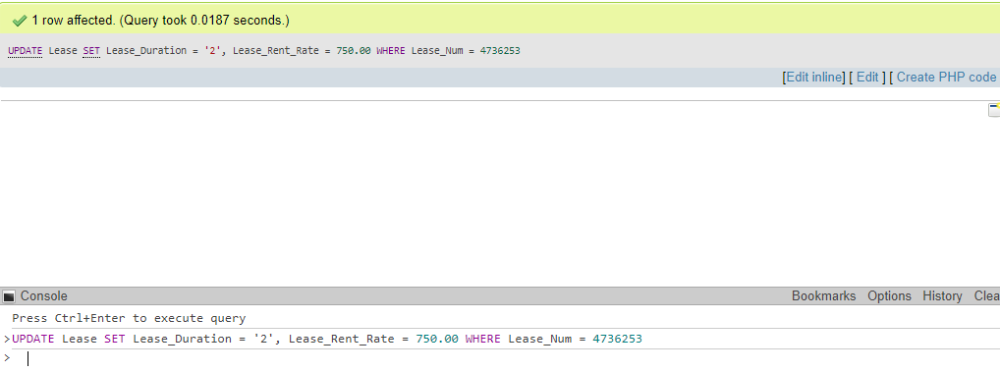 1 row affected. (Query took 0.0187 seconds.)
UPDATE Lease SET Lease_Duration = '2', Lease_Rent_Rate = 750.00 WHERE Lease_Num = 4736253
[Edit inline] [ Edit ] [ Create PHP code
Console
Bookmarks Options History Clea
Press Ctrl+Enter to execute query
>UPDATE Lease SET Lease_Duration = '2', Lease_Rent_Rate = 750.00 WHERE Lease_Num = 4736253
>